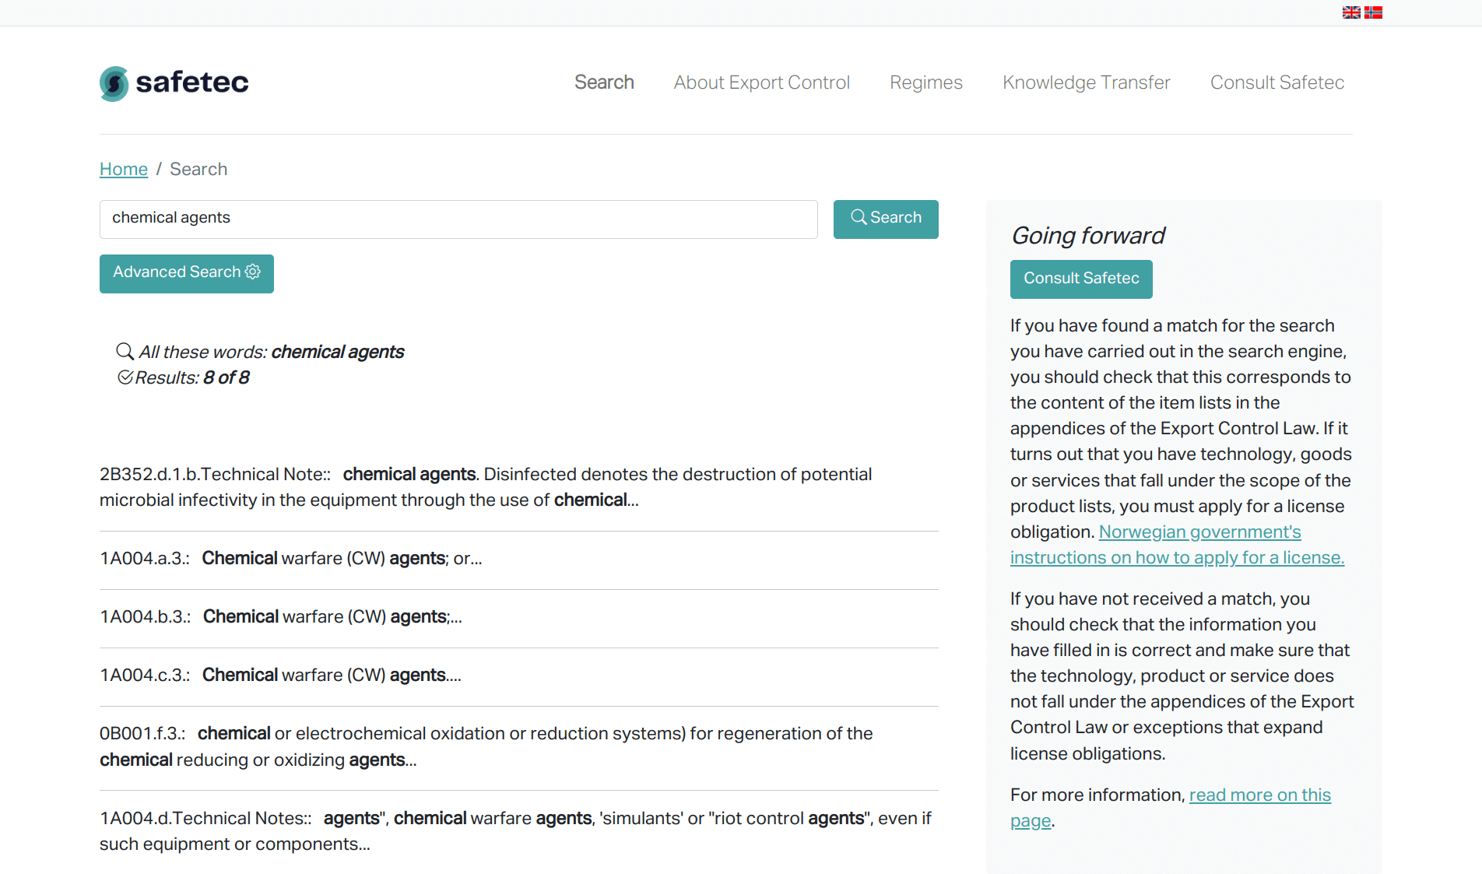 safetec
Search
About Export Control
Regimes
Knowledge Transfer
Consult Safetec
Home / Search
chemical agents
Search
Advanced Search
All these words: chemical agents
Results: 8 of 8
2B352.d.1.b.Technical Note:: chemical agents. Disinfected denotes the destruction of potential
microbial infectivity in the equipment through the use of chemical...
1A004.a.3.: Chemical warfare (CW) agents; or...
1A004.b.3.: Chemical warfare (CW) agents;...
1A004.c.3.: Chemical warfare (CW) agents....
0B001.f.3.: chemical or electrochemical oxidation or reduction systems) for regeneration of the
chemical reducing or oxidizing agents...
1A004.d.Technical Notes:: agents", chemical warfare agents, 'simulants' or "riot control agents", even if
such equipment or components...
Going forward
Consult Safetec
If you have found a match for the search
you have carried out in the search engine,
you should check that this corresponds to
the content of the item lists in the
appendices of the Export Control Law. If it
turns out that you have technology, goods
or services that fall under the scope of the
product lists, you must apply for a license
obligation. Norwegian government's
instructions on how to apply for a license.
If you have not received a match, you
should check that the information you
have filled in is correct and make sure that
the technology, product or service does
not fall under the appendices of the Export
Control Law or exceptions that expand
license obligations.
For more information, read more on this
page.